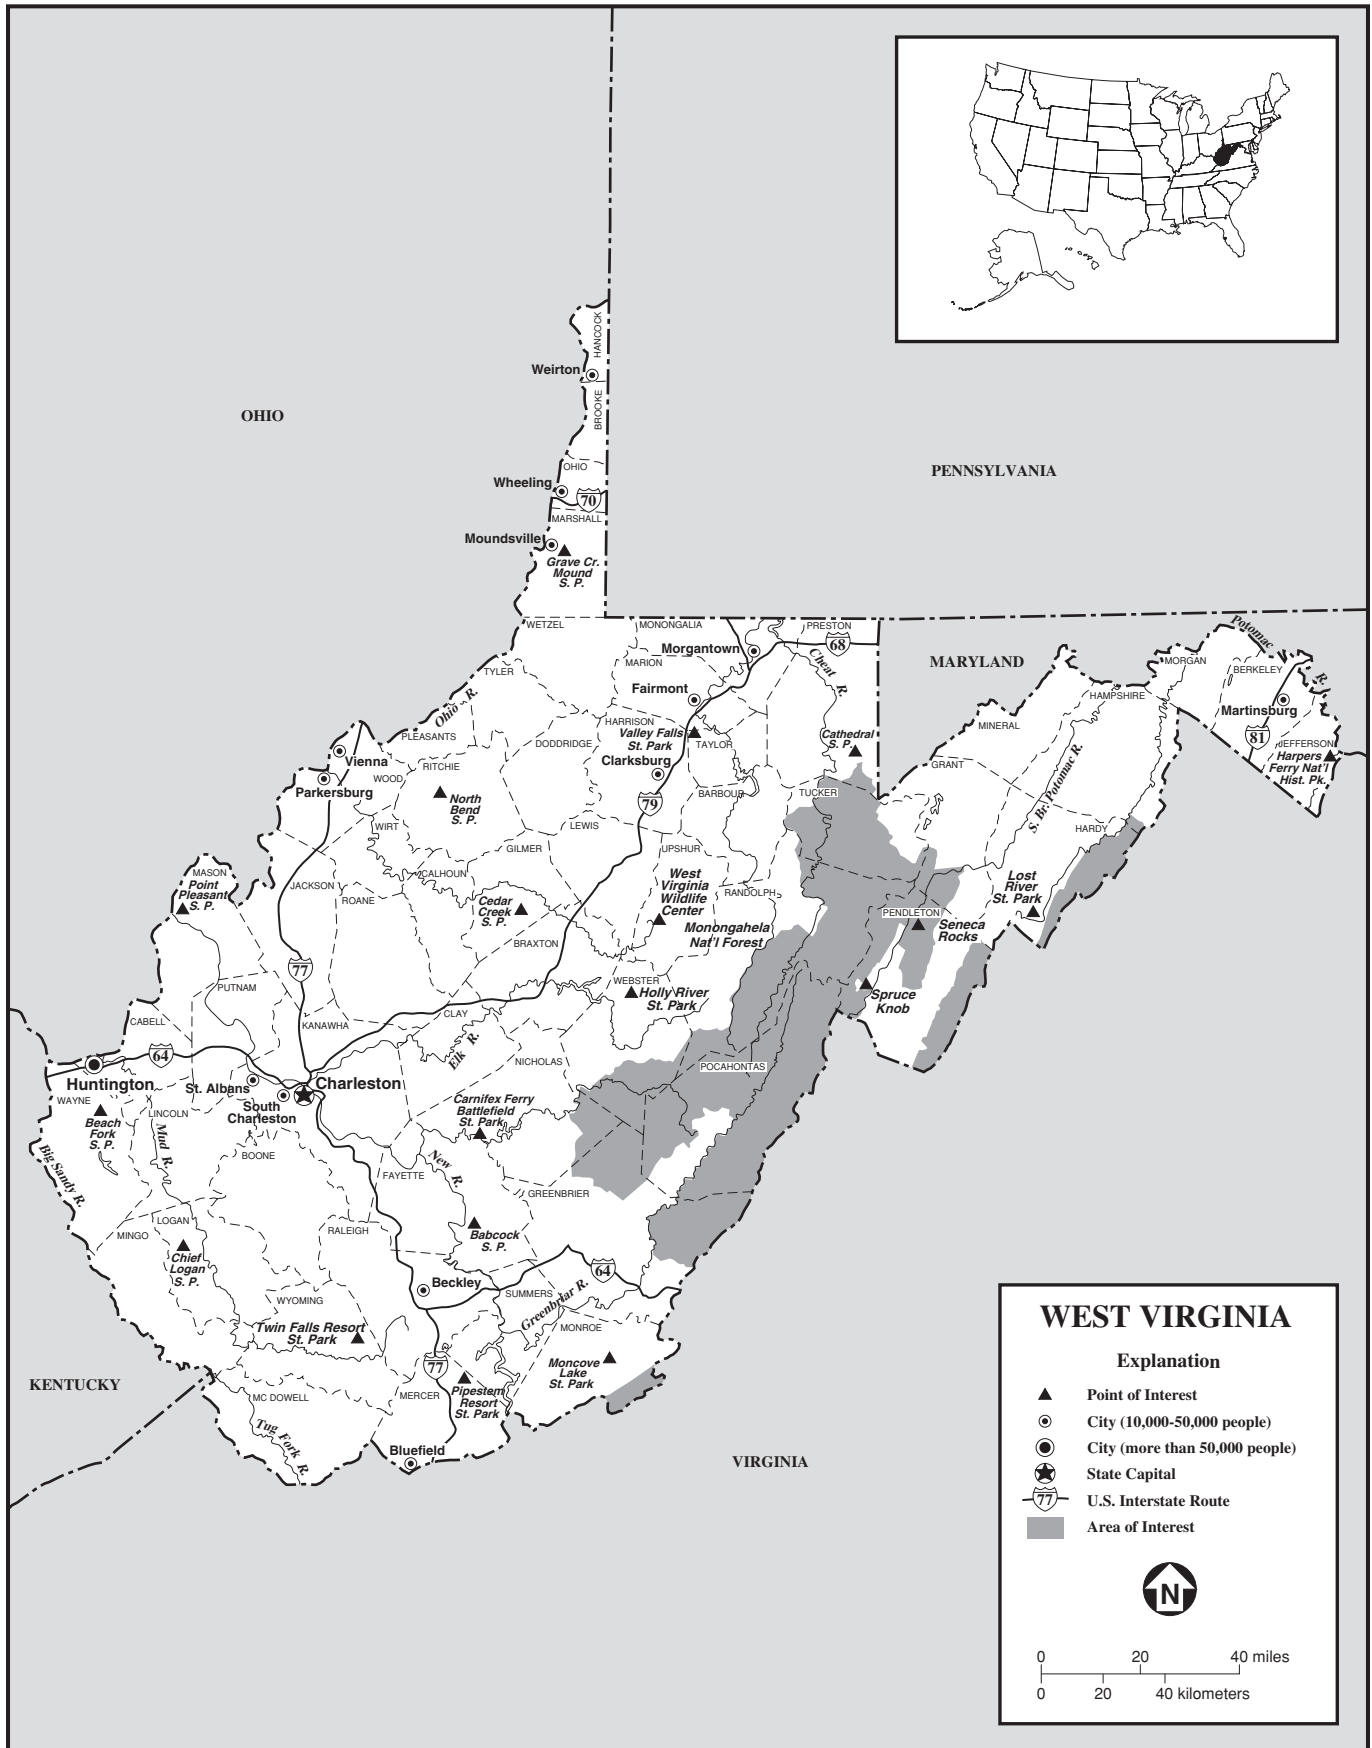 HANCOCK
Weirton
BROOKE
OHIO
PENNSYLVANIA
OHIO
Wheeling
70
MARSHALL
Moundsville
Grave Cr.
Mound
S. P.
WETZEL
MONONGALIA
PRESTON
Morgantown
68
MARYLAND
Potomac
R.
MORGAN
BERKELEY
MARION
Cheat R.
TYLER
Fairmont
HAMPSHIRE
Martinsburg
Ohio R.
HARRISON
MINERAL
81
JEFFERSON
Valley Falls
St. Park
TAYLOR
Cathedral
S. P.
PLEASANTS
DODDRIDGE
Harpers
Ferry Nat'l
Hist. Pk.
Vienna
Clarksburg
GRANT
RITCHIE
WOOD
S. Br. Potomac R.
Parkersburg
North
Bend
S. P.
79
BARBOUR
TUCKER
WIRT
LEWIS
HARDY
GILMER
UPSHUR
MASON
Point
Pleasant
S. P.
CALHOUN
West
Virginia
Wildlife
Center
Lost
River
St. Park
JACKSON
ROANE
RANDOLPH
Cedar
Creek
S. P.
PENDLETON
Seneca
Rocks
Monongahela
Nat'l Forest
BRAXTON
77
PUTNAM
WEBSTER
Holly River
St. Park
Spruce
Knob
CABELL
KANAWHA
CLAY
Elk R.
64
NICHOLAS
POCAHONTAS
Huntington
St. Albans
Charleston
WAYNE
South
Charleston
Carnifex Ferry
Battlefield
St. Park
LINCOLN
Beach
Fork
S. P.
Mud R.
BOONE
Big Sandy R.
New R.
FAYETTE
GREENBRIER
LOGAN
MINGO
RALEIGH
Babcock
S. P.
Chief
Logan
S. P.
64
Beckley
SUMMERS
Greenbriar R.
WYOMING
Twin Falls Resort
St. Park
MONROE
77
Moncove
Lake
St. Park
KENTUCKY
MC DOWELL
MERCER
Pipestem
Resort
St. Park
Tug Fork R.
Bluefield
VIRGINIA
WEST VIRGINIA
Explanation
Point of Interest
City (10,000-50,000 people)
City (more than 50,000 people)
State Capital
77 U.S. Interstate Route
Area of Interest
N
0 20 40 miles
0 20 40 kilometers